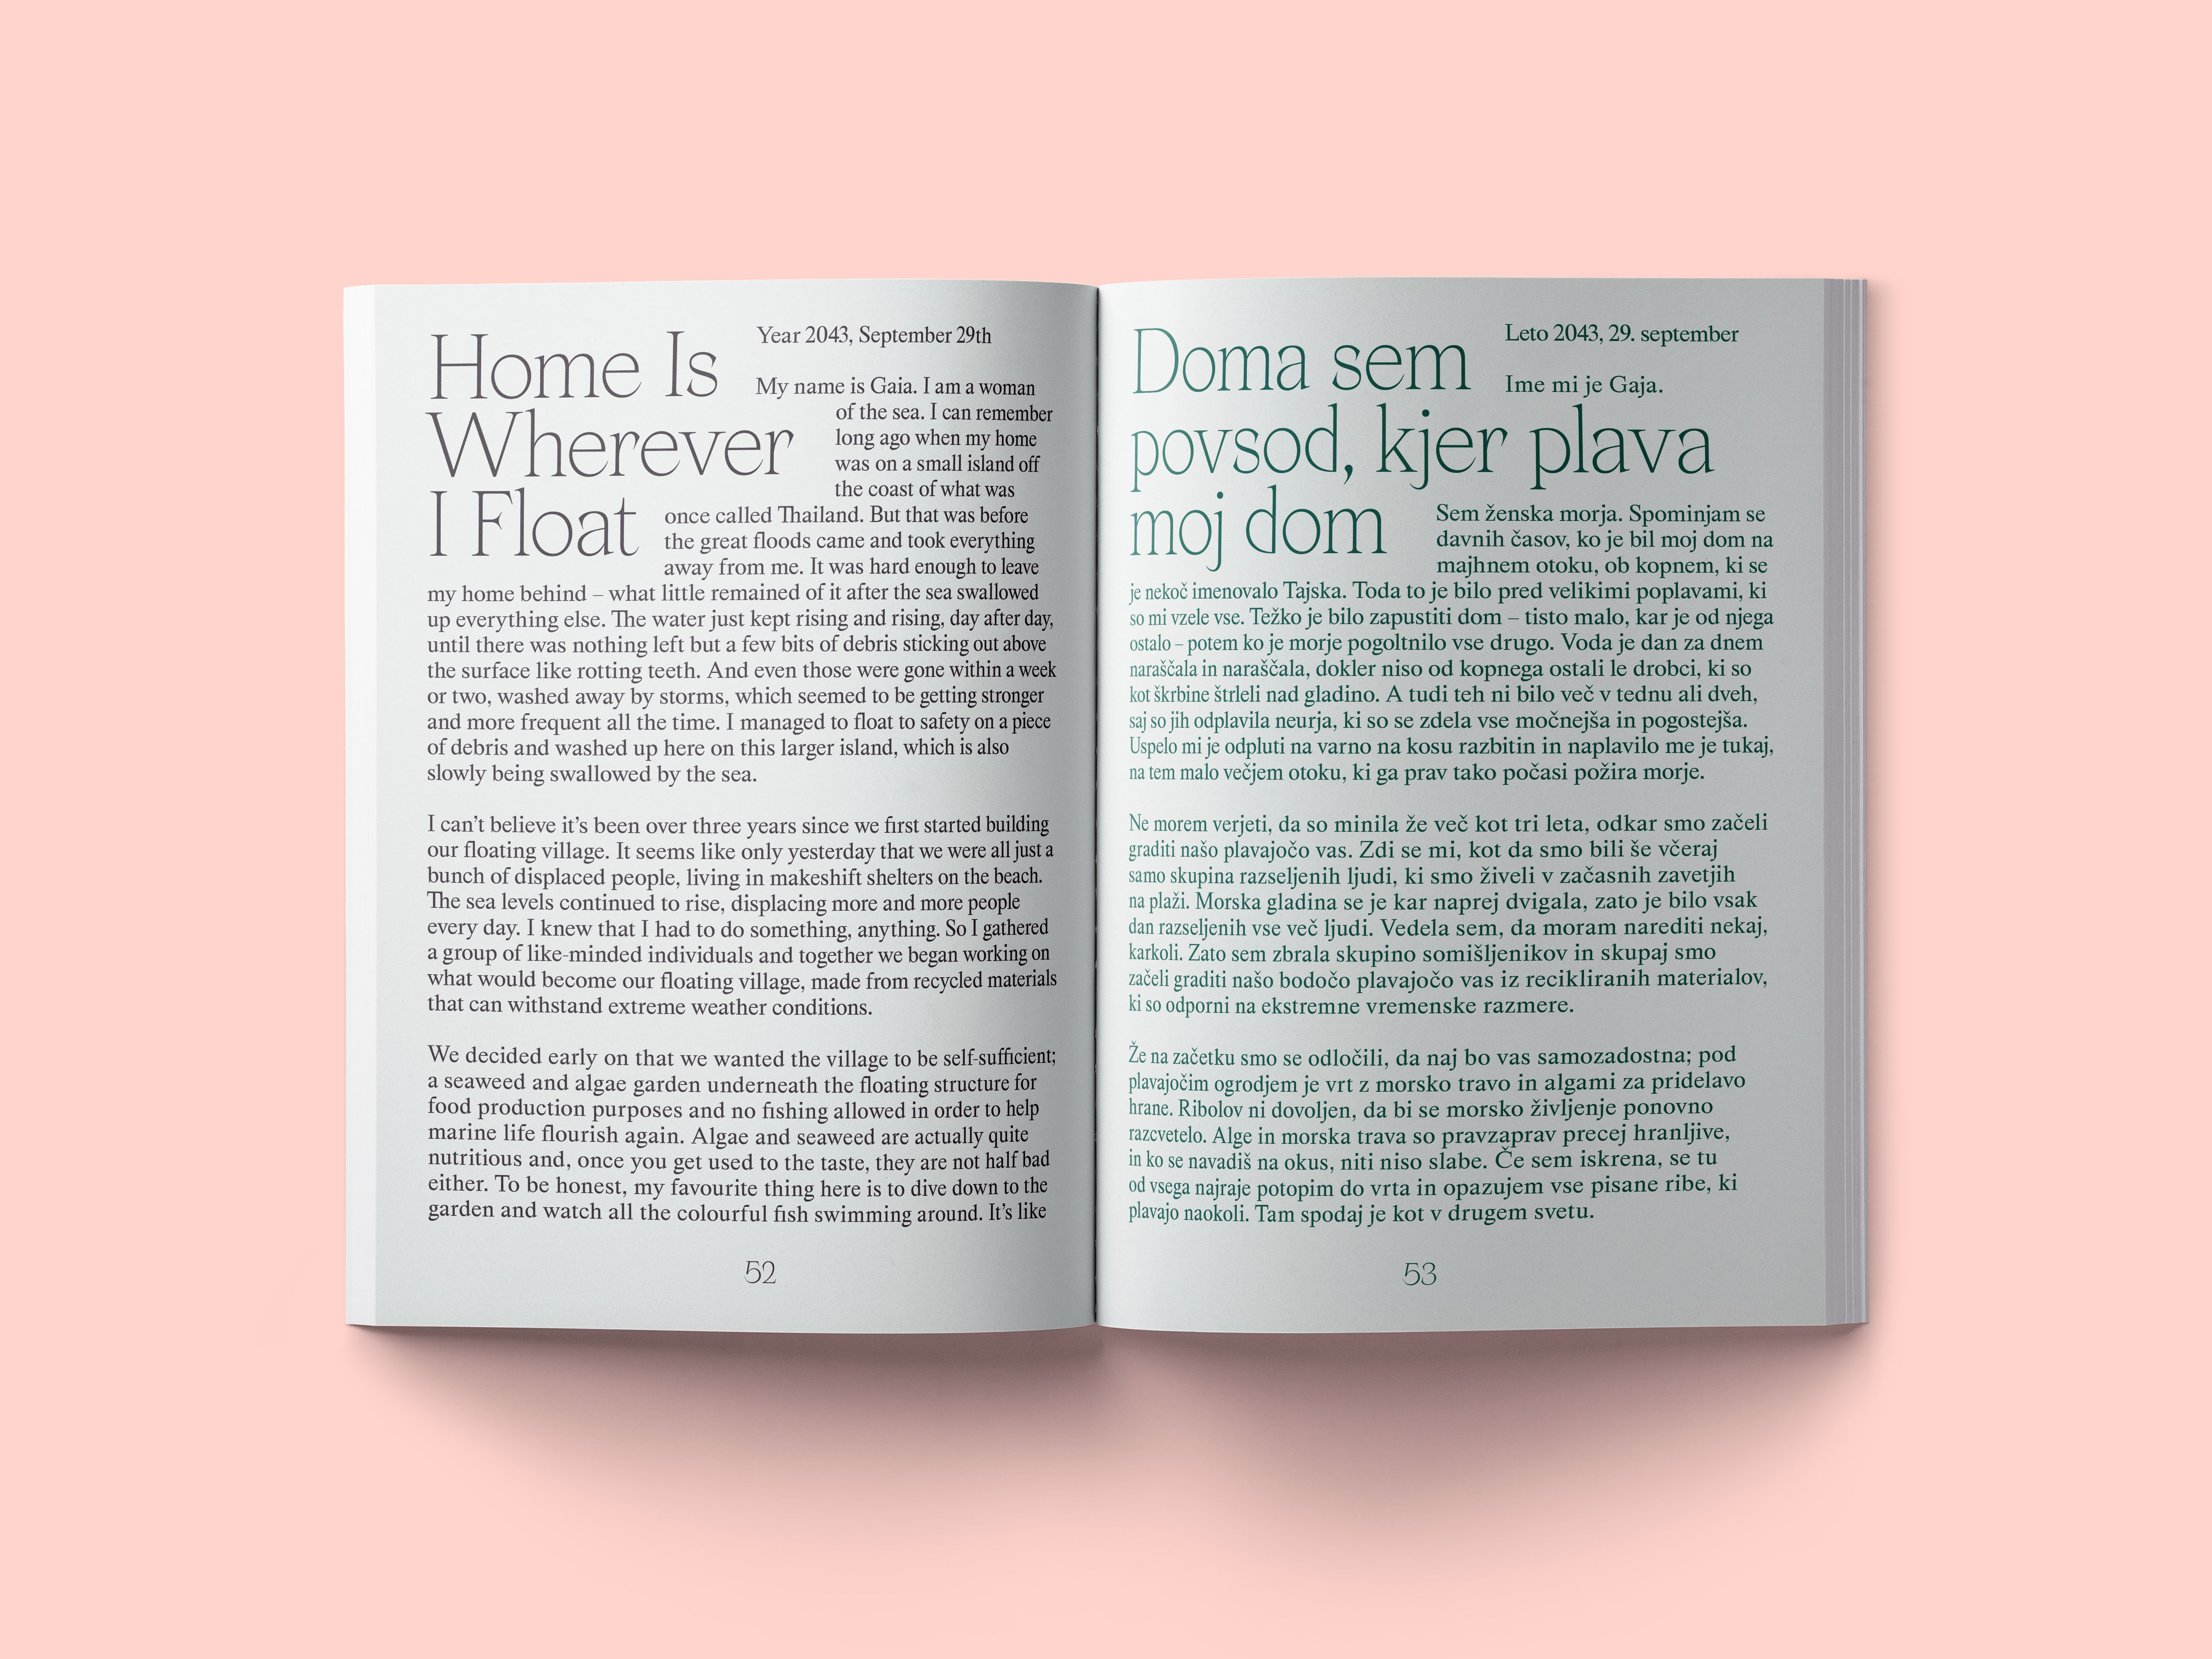 Home Is
Wherever
I Float
Year 2043, September 29th
My name is Gaia. I am a woman
of the sea. I can remember
long ago when my home
was on a small island off
the coast of what was
once called Thailand. But that was before
the great floods came and took everything
away from me. It was hard enough to leave
my home behind – what little remained of it after the sea swallowed
up everything else. The water just kept rising and rising, day after day,
until there was nothing left but a few bits of debris sticking out above
the surface like rotting teeth. And even those were gone within a week
or two, washed away by storms, which seemed to be getting stronger
and more frequent all the time. I managed to float to safety on a piece
of debris and washed up here on this larger island, which is also
slowly being swallowed by the sea.
I can’t believe it’s been over three years since we first started building
our floating village. It seems like only yesterday that we were all just a
bunch of displaced people, living in makeshift shelters on the beach.
The sea levels continued to rise, displacing more and more people
every day. I knew that I had to do something, anything. So I gathered
a group of like-minded individuals and together we began working on
what would become our floating village, made from recycled materials
that can withstand extreme weather conditions.
We decided early on that we wanted the village to be self-sufficient;
a seaweed and algae garden underneath the floating structure for
food production purposes and no fishing allowed in order to help
marine life flourish again. Algae and seaweed are actually quite
nutritious and, once you get used to the taste, they are not half bad
either. To be honest, my favourite thing here is to dive down to the
garden and watch all the colourful fish swimming around. It’s like
52
Doma sem
povsod, kjer plava
moj dom
Leto 2043, 29. september
Ime mi je Gaja.
Sem ženska morja. Spominjam se
davnih časov, ko je bil moj dom na
majhnem otoku, ob kopnem, ki se
je nekoč imenovalo Tajska. Toda to je bilo pred velikimi poplavami, ki
so mi vzele vse. Težko je bilo zapustiti dom – tisto malo, kar je od njega
ostalo – potem ko je morje pogoltnilo vse drugo. Voda je dan za dnem
naraščala in naraščala, dokler niso od kopnega ostali le drobci, ki so
kot škrbine štrleli nad gladino. A tudi teh ni bilo več v tednu ali dveh,
saj so jih odplavila neurja, ki so se zdela vse močnejša in pogostejša.
Uspelo mi je odpluti na varno na kosu razbitin in naplavilo me je tukaj,
na tem malo večjem otoku, ki ga prav tako počasi požira morje.
Ne morem verjeti, da so minila že več kot tri leta, odkar smo začeli
graditi našo plavajočo vas. Zdi se mi, kot da smo bili še včeraj
samo skupina razseljenih ljudi, ki smo živeli v začasnih zavetjih
na plaži. Morska gladina se je kar naprej dvigala, zato je bilo vsak
dan razseljenih vse več ljudi. Vedela sem, da moram narediti nekaj,
karkoli. Zato sem zbrala skupino somišljenikov in skupaj smo
začeli graditi našo bodočo plavajočo vas iz recikliranih materialov,
ki so odporni na ekstremne vremenske razmere.
Že na začetku smo se odločili, da naj bo vas samozadostna; pod
plavajočim ogrodjem je vrt z morsko travo in algami za pridelavo
hrane. Ribolov ni dovoljen, da bi se morsko življenje ponovno
razcvetelo. Alge in morska trava so pravzaprav precej hranljive,
in ko se navadiš na okus, niti niso slabe. Če sem iskrena, se tu
od vsega najraje potopim do vrta in opazujem vse pisane ribe, ki
plavajo naokoli. Tam spodaj je kot v drugem svetu.
53